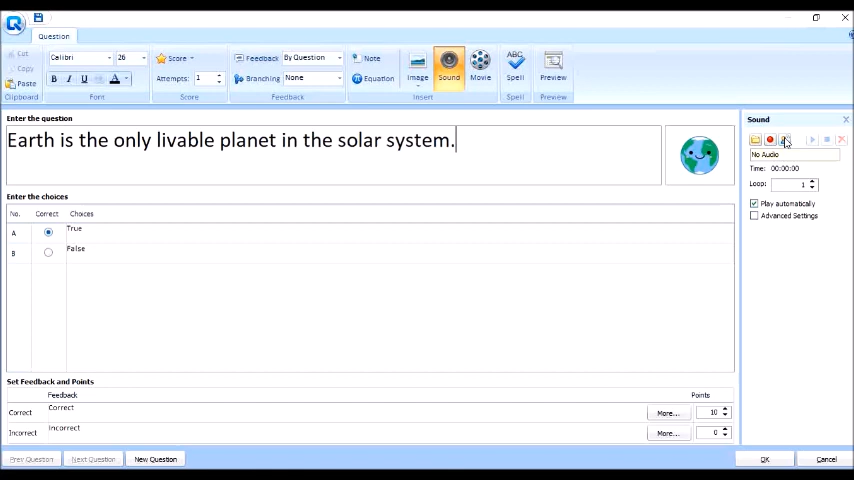 Question
Cut
Copy
Paste
Clipboard
Calibri 26
B I U A
Font
Score
Attempts: 1
Score
Feedback By Question
Branching None
Feedback
Note
Equation
Image
Sound
Movie
Insert
ABC
Spell
Spell
Preview
Preview
Enter the question
Earth is the only livable planet in the solar system.
Enter the choices
No. Correct Choices
A True
B False
Set Feedback and Points
Feedback Points
Correct Correct More... 10
Incorrect Incorrect More... 0
Prev Question Next Question New Question
Sound
No Audio
Time: 00:00:00
Loop: 1
Play automatically
Advanced Settings
OK Cancel